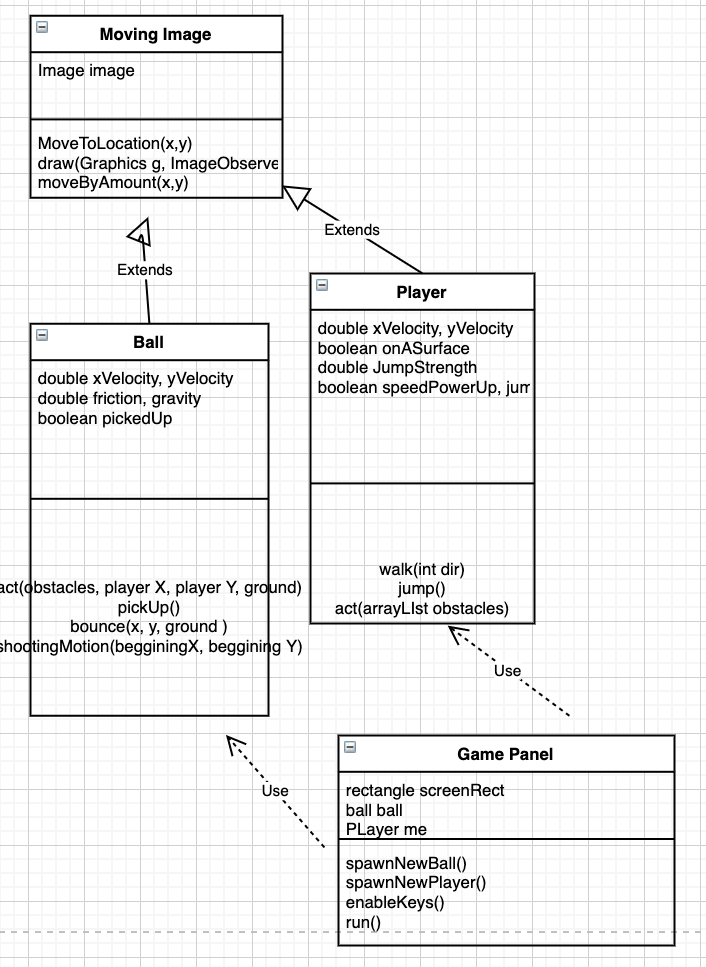 Moving Image
Image image
MoveToLocation(x,y)
draw(Graphics g, ImageObserve
moveByAmount(x,y)
Extends
Extends
Player
double xVelocity, yVelocity
boolean onASurface
double JumpStrength
boolean speedPowerUp,
walk(int dir)
jump()
act(arrayLIst obstacles)
Ball
double xVelocity, yVelocity
double friction, gravity
boolean pickedUp
act(obstacles, player X, player Y, ground)
pickUp()
bounce(x, y, ground )
shootingMotion(begginingX, beggining Y)
Use
Use
Game Panel
rectangle screenRect
ball ball
PLayer me
spawnNewBall()
spawnNewPlayer()
enableKeys()
run()